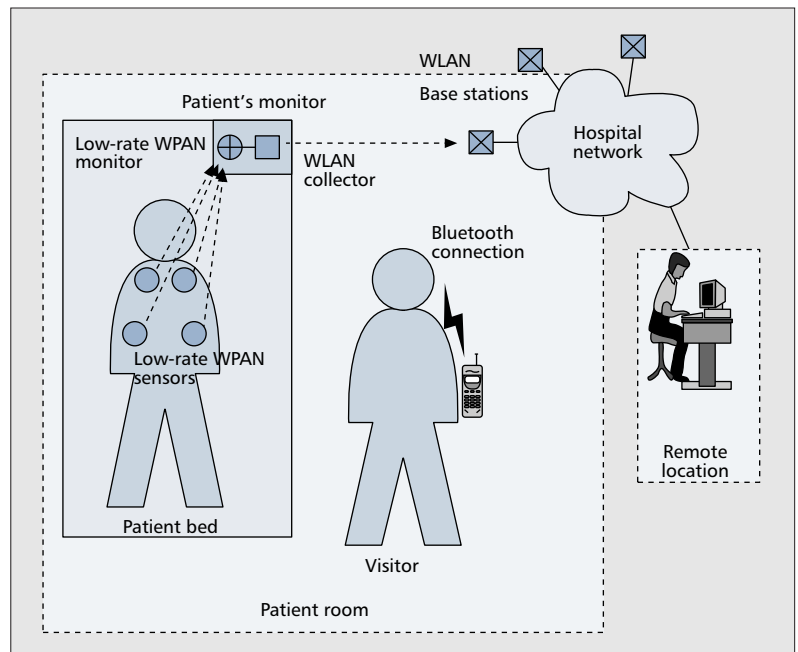 WLAN
Base stations
Patient's monitor
Low-rate WPAN
monitor
WLAN
collector
Hospital
network
Bluetooth
connection
Low-rate WPAN
sensors
Remote
location
Patient bed
Visitor
Patient room